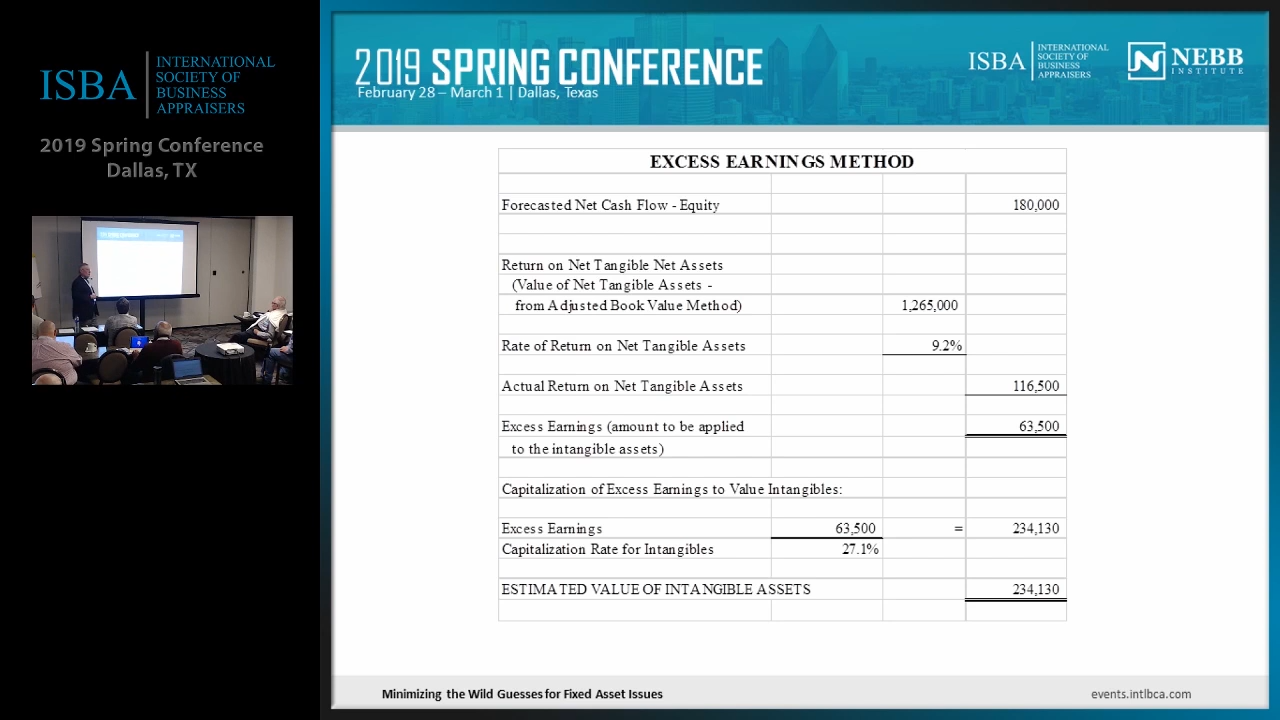 ISBA
INTERNATIONAL
SOCIETY OF
BUSINESS
APPRAISERS
2019 Spring Conference
Dallas, TX
2019 SPRING CONFERENCE
February 28 – March 1 | Dallas, Texas
ISBA
INTERNATIONAL
SOCIETY OF
BUSINESS
APPRAISERS
NEBB
INSTITUTE
EXCESS EARNINGS METHOD
Forecasted Net Cash Flow - Equity 180,000
Return on Net Tangible Net Assets
(Value of Net Tangible Assets -
from Adjusted Book Value Method) 1,265,000
Rate of Return on Net Tangible Assets 9.2%
Actual Return on Net Tangible Assets 116,500
Excess Earnings (amount to be applied 63,500
to the intangible assets)
Capitalization of Excess Earnings to Value Intangibles:
Excess Earnings 63,500 = 234,130
Capitalization Rate for Intangibles 27.1%
ESTIMATED VALUE OF INTANGIBLE ASSETS 234,130
Minimizing the Wild Guesses for Fixed Asset Issues
events.intlbca.com